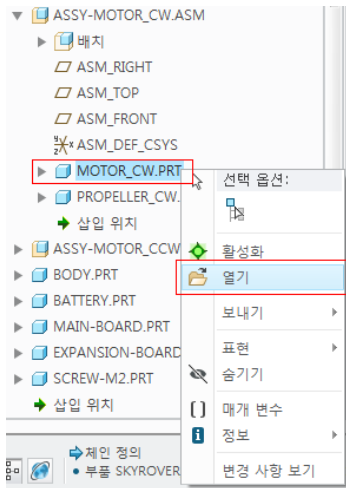 ASSY-MOTOR_CW.ASM
배치
ASM_RIGHT
ASM_TOP
ASM_FRONT
ASM_DEF_CSYS
MOTOR_CW.PRT
PROPELLER_CW.
삽입 위치
ASSY-MOTOR_CCW
BODY.PRT
BATTERY.PRT
MAIN-BOARD.PRT
EXPANSION-BOARD
SCREW-M2.PRT
삽입 위치
선택 옵션:
활성화
열기
보내기
표현
숨기기
매개 변수
정보
변경 사항 보기
체인 정의
부품 SKYROVER